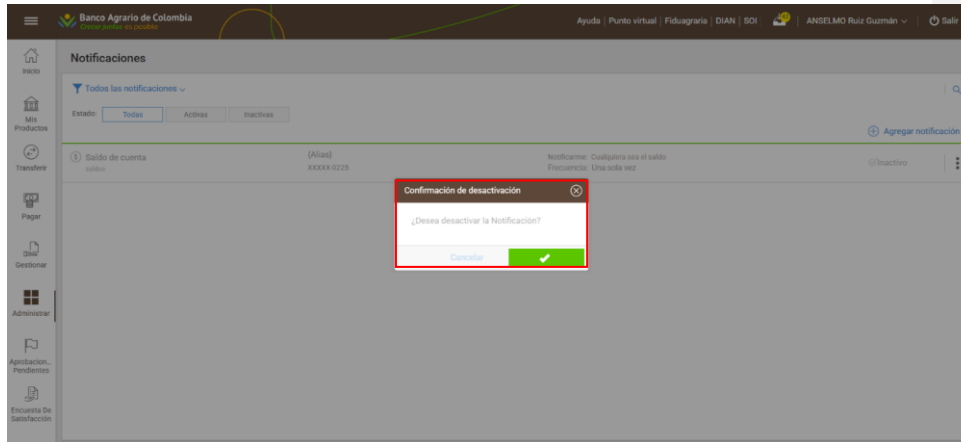 Banco Agrario de Colombia
Crecer juntos es posible
Ayuda | Punto virtual | Fiduagraria | DIAN | SOI
ANSELMO Ruiz Guzmán
Salir
Inicio
Mis
Productos
Transferir
Pagar
Gestionar
Administrar
Aprobacion...
Pendientes
Encuesta De
Satisfacción
Notificaciones
Todos las notificaciones
Estado
Todas
Activas
Inactivas
Agregar notificación
Saldo de cuenta
saldos
(Alias)
XXXXX-0225
Notificarme: Cualquiera sea el saldo
Frecuencia: Una sola vez
Inactivo
Confirmación de desactivación
¿Desea desactivar la Notificación?
Cancelar